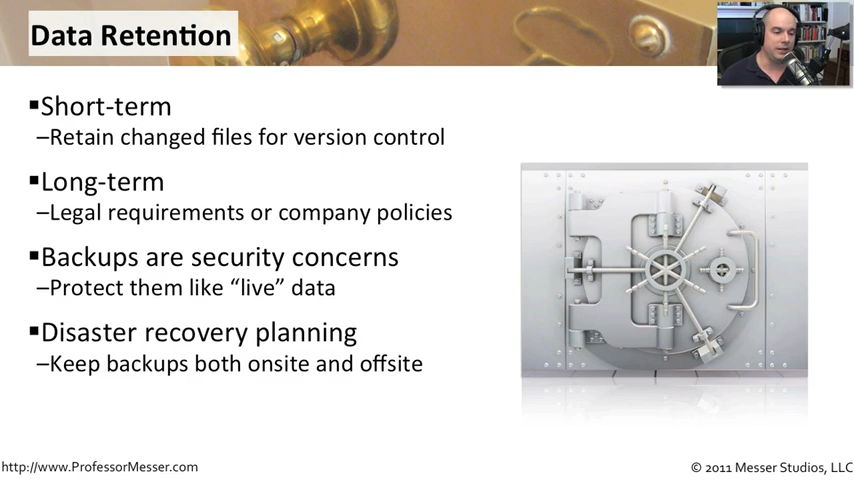 Data Retention
▪Short-term
–Retain changed files for version control
▪Long-term
–Legal requirements or company policies
▪Backups are security concerns
–Protect them like “live” data
▪Disaster recovery planning
–Keep backups both onsite and offsite
http://www.ProfessorMesser.com
© 2011 Messer Studios, LLC